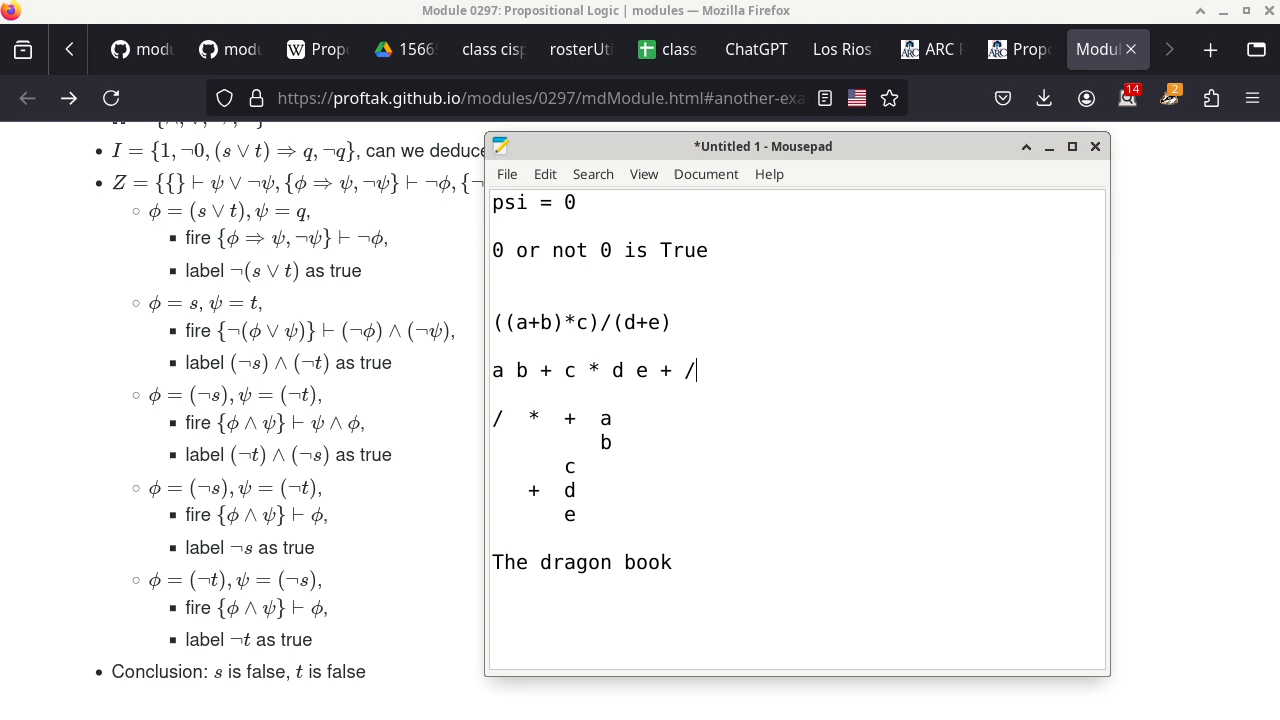 Module 0297: Propositional Logic | modules — Mozilla Firefox
modu
modu
Propo
1566
class cisp
rosterUti
class
ChatGPT
Los Rios
ARC F
Propo
Modul
https://proftak.github.io/modules/0297/mdModule.html#another-exa
14
2
I = {1, ¬0, (s ∨ t) ⇒ q, ¬q}, can we deduce
Z = {{} ⊢ ψ ∨ ¬ψ, {ϕ ⇒ ψ, ¬ψ} ⊢ ¬ϕ, {¬
ϕ = (s ∨ t), ψ = q,
fire {ϕ ⇒ ψ, ¬ψ} ⊢ ¬ϕ,
label ¬(s ∨ t) as true
ϕ = s, ψ = t,
fire {¬(ϕ ∨ ψ)} ⊢ (¬ϕ) ∧ (¬ψ),
label (¬s) ∧ (¬t) as true
ϕ = (¬s), ψ = (¬t),
fire {ϕ ∧ ψ} ⊢ ψ ∧ ϕ,
label (¬t) ∧ (¬s) as true
ϕ = (¬s), ψ = (¬t),
fire {ϕ ∧ ψ} ⊢ ϕ,
label ¬s as true
ϕ = (¬t), ψ = (¬s),
fire {ϕ ∧ ψ} ⊢ ϕ,
label ¬t as true
Conclusion: s is false, t is false
*Untitled 1 - Mousepad
File Edit Search View Document Help
psi = 0
0 or not 0 is True
((a+b)*c)/(d+e)
a b + c * d e + /
/ * + a
b
c
+ d
e
The dragon book